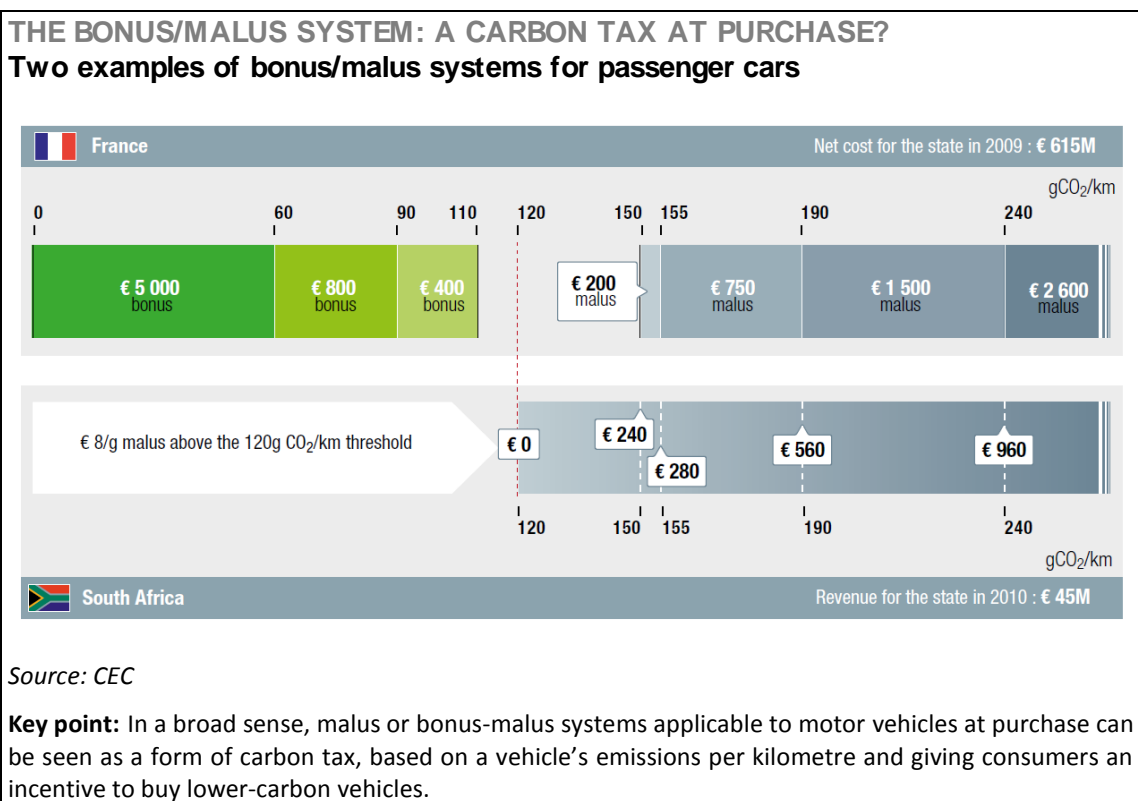 THE BONUS/MALUS SYSTEM: A CARBON TAX AT PURCHASE?
Two examples of bonus/malus systems for passenger cars
France
Net cost for the state in 2009 : € 615M
gCO₂/km
0 60 90 110 120 150 155 190 240
€ 5 000
bonus
€ 800
bonus
€ 400
bonus
€ 200
malus
€ 750
malus
€ 1 500
malus
€ 2 600
malus
€ 8/g malus above the 120g CO₂/km threshold
€ 0
€ 240
€ 280
€ 560
€ 960
120 150 155 190 240
gCO₂/km
South Africa
Revenue for the state in 2010 : € 45M
Source: CEC
Key point: In a broad sense, malus or bonus-malus systems applicable to motor vehicles at purchase can
be seen as a form of carbon tax, based on a vehicle’s emissions per kilometre and giving consumers an
incentive to buy lower-carbon vehicles.